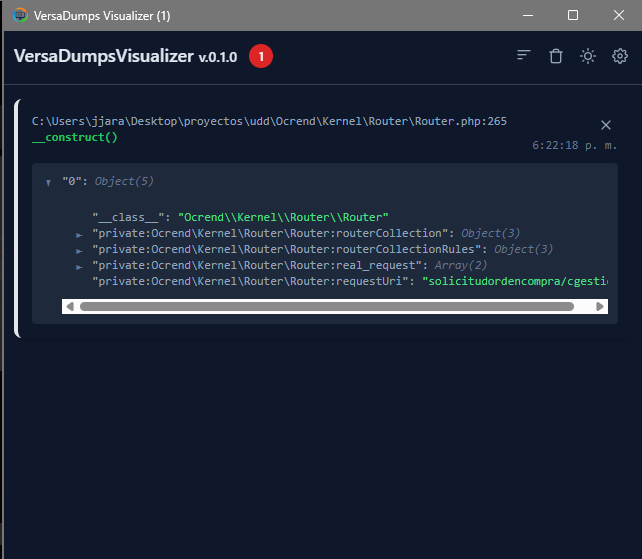 VersaDumps Visualizer (1)
VersaDumpsVisualizer v.0.1.0 1
C:\Users\jjara\Desktop\proyectos\udd\Ocrend\Kernel\Router\Router.php:265
__construct()
6:22:18 p. m.
"0": Object(5)
"__class__": "Ocrend\\Kernel\\Router\\Router"
"private:Ocrend\Kernel\Router\Router:routerCollection": Object(3)
"private:Ocrend\Kernel\Router\Router:routerCollectionRules": Object(3)
"private:Ocrend\Kernel\Router\Router:real_request": Array(2)
"private:Ocrend\Kernel\Router\Router:requestUri": "solicitudordencompra/cgesti